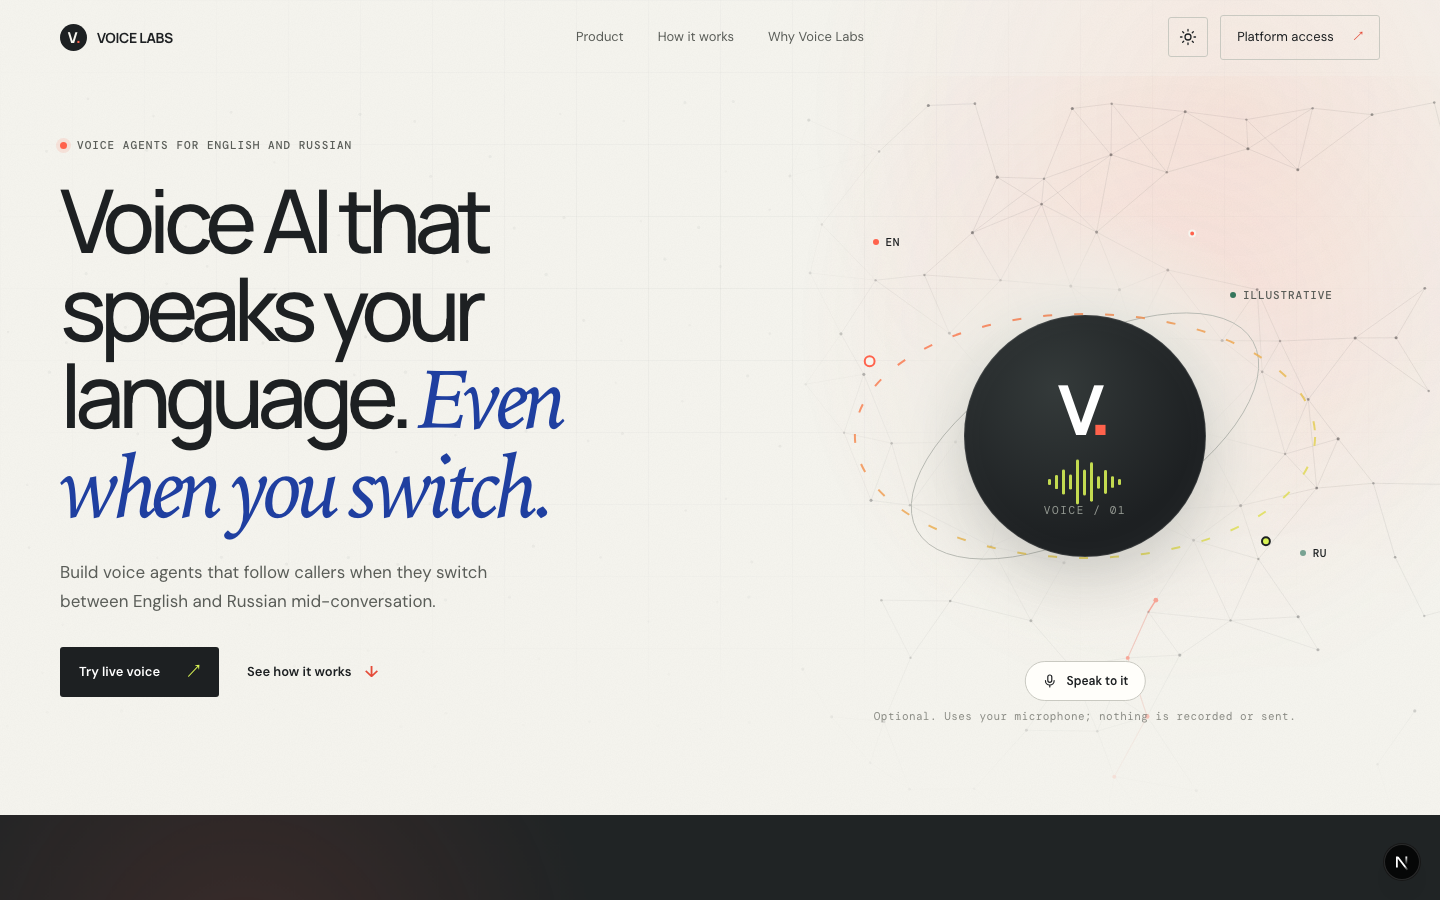 V. VOICE LABS
Product
How it works
Why Voice Labs
Platform access
VOICE AGENTS FOR ENGLISH AND RUSSIAN
Voice AI that
speaks your
language. Even
when you switch.
Build voice agents that follow callers when they switch
between English and Russian mid-conversation.
Try live voice
See how it works
EN
ILLUSTRATIVE
V.
VOICE / 01
RU
Speak to it
Optional. Uses your microphone; nothing is recorded or sent.
N